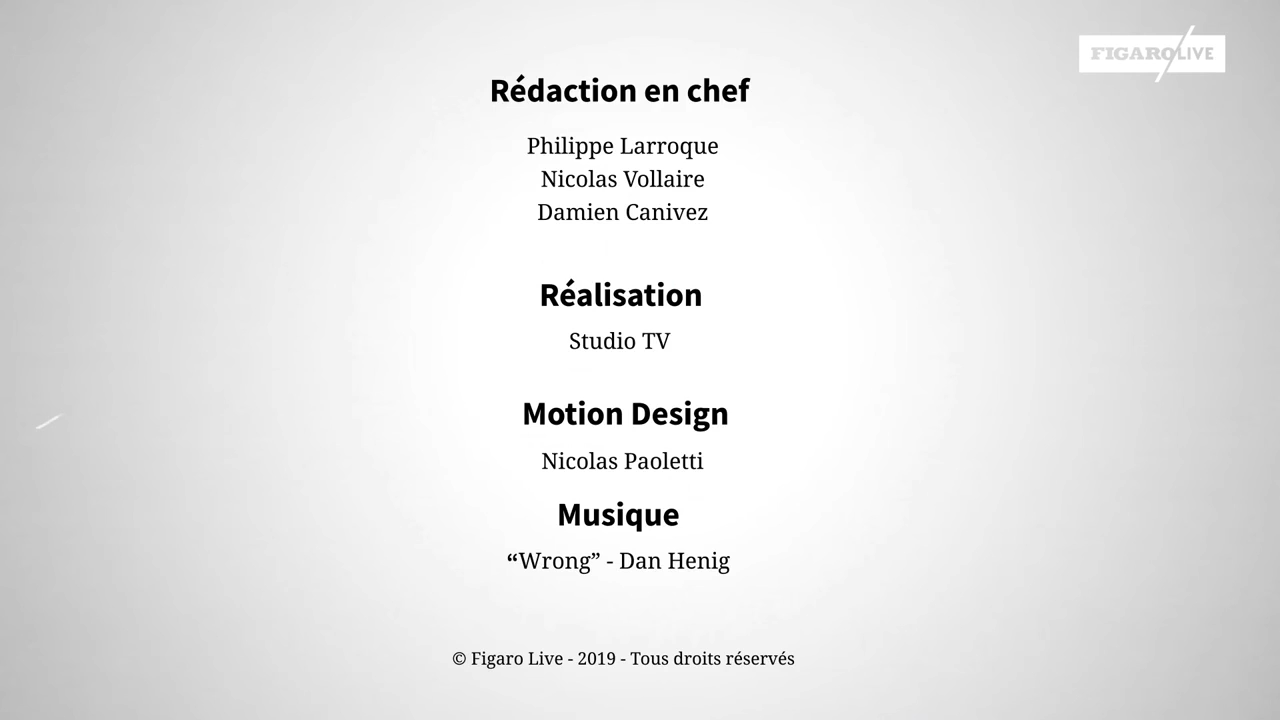 FIGARO LIVE
Rédaction en chef
Philippe Larroque
Nicolas Vollaire
Damien Canivez
Réalisation
Studio TV
Motion Design
Nicolas Paoletti
Musique
“Wrong” - Dan Henig
© Figaro Live - 2019 - Tous droits réservés